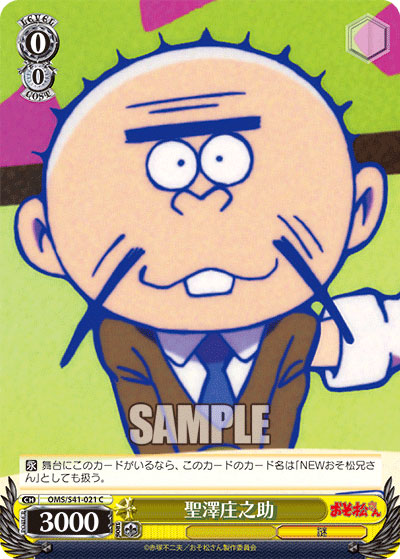 LEVEL
0
0
COST
SAMPLE
永 舞台にこのカードがいるなら、このカードのカード名は「NEWおそ松兄さ
ん」としても扱う。
CH OMS/S41-021 C
3000
聖澤庄之助
おそ松さん
謎
©赤塚不二夫/おそ松さん製作委員会